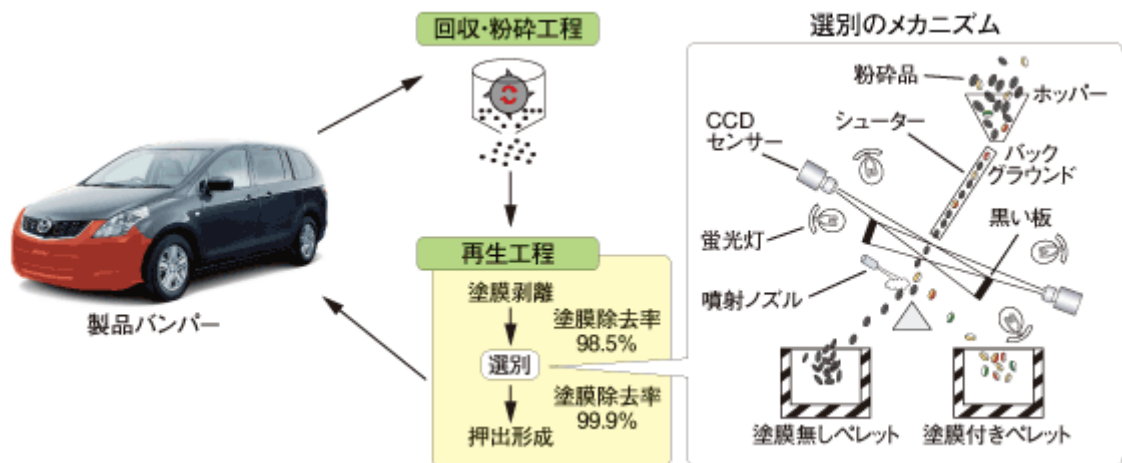 回収・粉砕工程
製品バンパー
再生工程
塗膜剥離
塗膜除去率
98.5%
選別
塗膜除去率
99.9%
押出形成
選別のメカニズム
粉砕品
ホッパー
シューター
CCD
センサー
バック
グラウンド
黒い板
蛍光灯
噴射ノズル
塗膜無しペレット
塗膜付きペレット